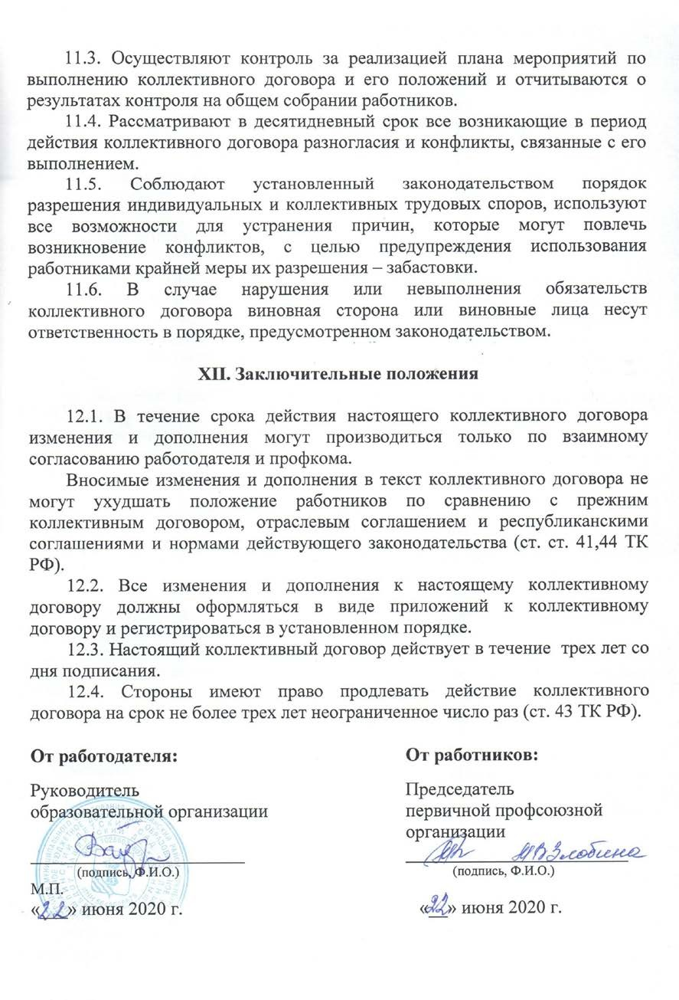 11.3. Осуществляют контроль за реализацией плана мероприятий по
выполнению коллективного договора и его положений и отчитываются о
результатах контроля на общем собрании работников.
11.4. Рассматривают в десятидневный срок все возникающие в период
действия коллективного договора разногласия и конфликты, связанные с его
выполнением.
11.5. Соблюдают установленный законодательством порядок
разрешения индивидуальных и коллективных трудовых споров, используют
все возможности для устранения причин, которые могут повлечь
возникновение конфликтов, с целью предупреждения использования
работниками крайней меры их разрешения – забастовки.
11.6. В случае нарушения или невыполнения обязательств
коллективного договора виновная сторона или виновные лица несут
ответственность в порядке, предусмотренном законодательством.
XII. Заключительные положения
12.1. В течение срока действия настоящего коллективного договора
изменения и дополнения могут производиться только по взаимному
согласованию работодателя и профкома.
Вносимые изменения и дополнения в текст коллективного договора не
могут ухудшать положение работников по сравнению с прежним
коллективным договором, отраслевым соглашением и республиканскими
соглашениями и нормами действующего законодательства (ст. ст. 41,44 ТК
РФ).
12.2. Все изменения и дополнения к настоящему коллективному
договору должны оформляться в виде приложений к коллективному
договору и регистрироваться в установленном порядке.
12.3. Настоящий коллективный договор действует в течение трех лет со
дня подписания.
12.4. Стороны имеют право продлевать действие коллективного
договора на срок не более трех лет неограниченное число раз (ст. 43 ТК РФ).
От работодателя:
Руководитель
образовательной организации
(подпись, Ф.И.О.)
М.П.
«22» июня 2020 г.
От работников:
Председатель
первичной профсоюзной
организации
МВЗлобина
(подпись, Ф.И.О.)
«22» июня 2020 г.